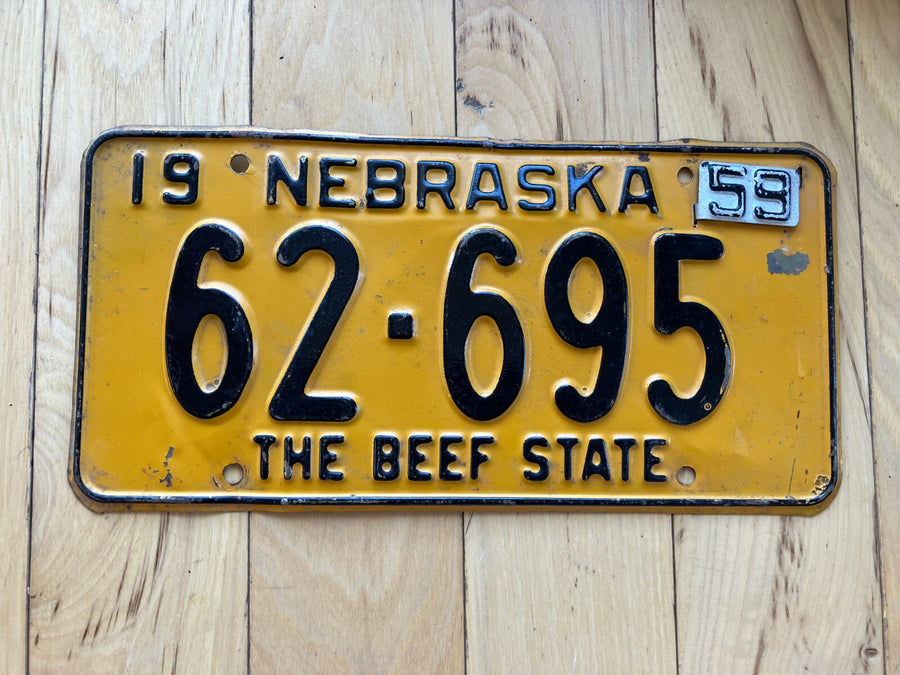 19 NEBRASKA 59
62·695
THE BEEF STATE